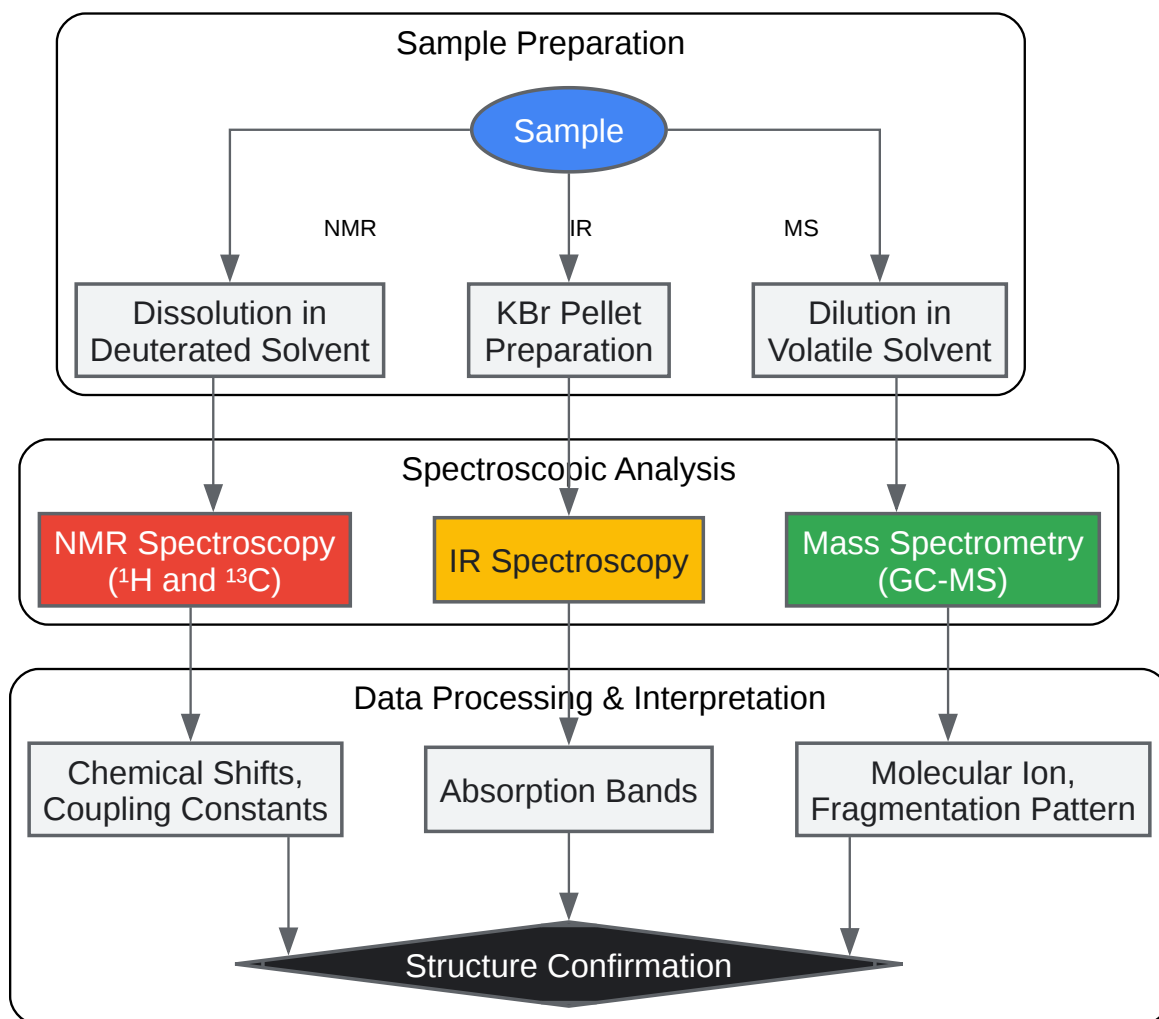 Sample Preparation
Sample
NMR
IR
MS
Dissolution in
Deuterated Solvent
KBr Pellet
Preparation
Dilution in
Volatile Solvent
Spectroscopic Analysis
NMR Spectroscopy
(¹H and ¹³C)
IR Spectroscopy
Mass Spectrometry
(GC-MS)
Data Processing & Interpretation
Chemical Shifts,
Coupling Constants
Absorption Bands
Molecular Ion,
Fragmentation Pattern
Structure Confirmation